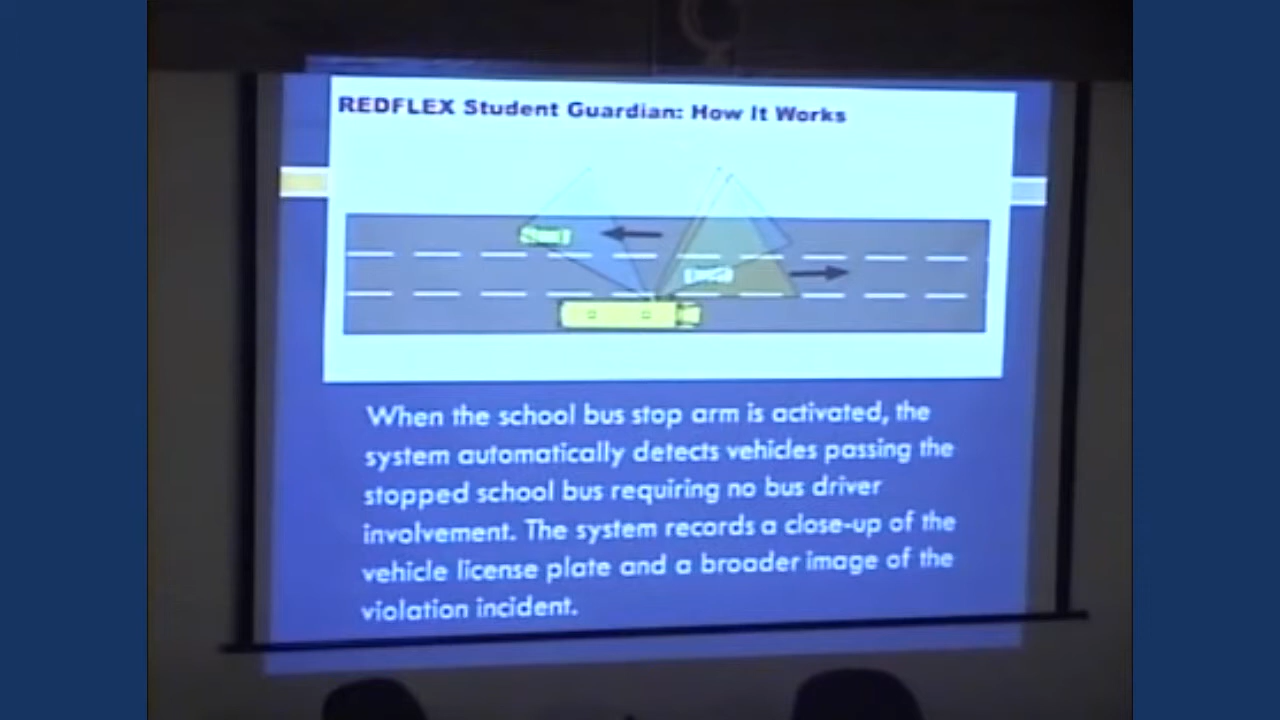 REDFLEX Student Guardian: How It Works
When the school bus stop arm is activated, the
system automatically detects vehicles passing the
stopped school bus requiring no bus driver
involvement. The system records a close-up of the
vehicle license plate and a broader image of the
violation incident.